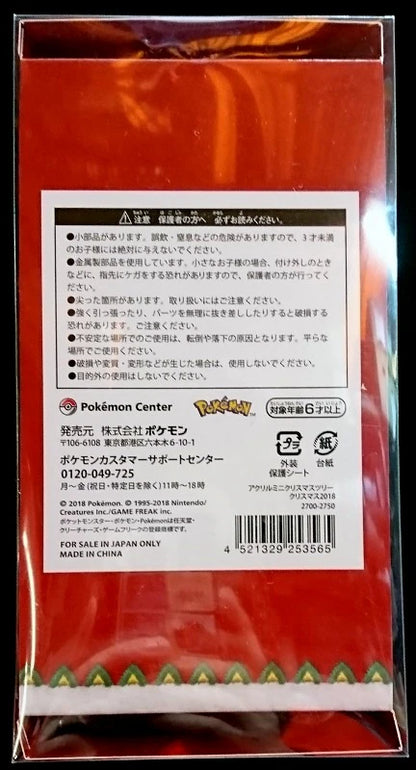 ⚠注意 保護者の方へ 必ずお読みください。
●小部品があります。誤飲・窒息などの危険がありますので、3才未満
のお子様には絶対に与えないでください。
●金属製部品を使用しています。小さなお子様の場合、付け外しのとき
などに、指先にケガをする恐れがありますので、保護者の方が行って
ください。
●尖った箇所があります。取り扱いにはご注意ください。
●強く引っ張ったり、パーツを無理に抜き差ししたりすると破損する
恐れがあります。ご注意ください。
●不安定な場所でのご使用は、転倒や落下の原因となります。平らな
場所でご使用ください。
●破損や変質・変形などが生じた場合は、使用しないでください。
●目的外の使用はしないでください。
Pokémon Center
POKÉMON™
対象年齢6才以上
発売元 株式会社ポケモン
〒106-6108 東京都港区六本木6-10-1
ポケモンカスタマーサポートセンター
0120-049-725
月〜金(祝日・特定日を除く)11時〜18時
プラ
外装
保護シート
紙
台紙
アクリルミニクリスマスツリー
クリスマス2018
2700-2750
© 2018 Pokémon. © 1995-2018 Nintendo/
Creatures Inc./GAME FREAK inc.
ポケットモンスター・ポケモン・Pokémonは任天堂・
クリーチャーズ・ゲームフリークの登録商標です。
FOR SALE IN JAPAN ONLY
MADE IN CHINA
4 521329 253565